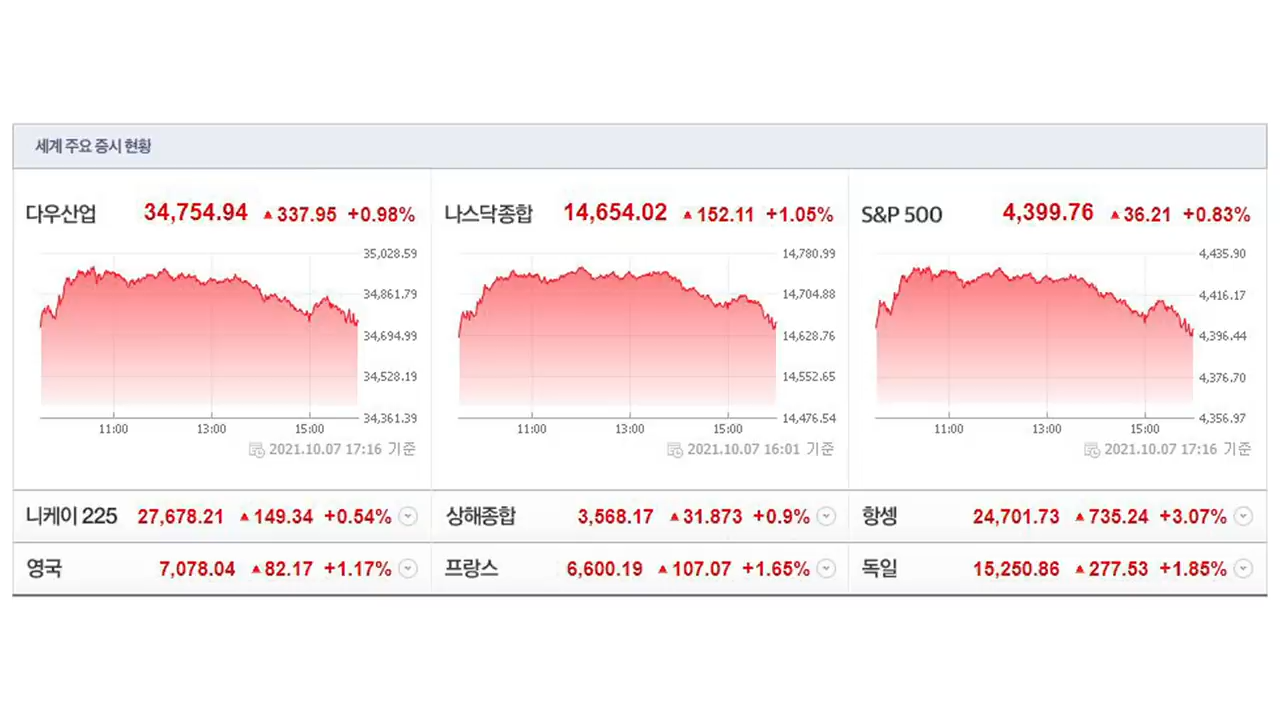 세계 주요 증시 현황
다우산업 34,754.94 ▲337.95 +0.98%
35,028.59
34,861.79
34,694.99
34,528.19
34,361.39
11:00 13:00 15:00
2021.10.07 17:16 기준
나스닥종합 14,654.02 ▲152.11 +1.05%
14,780.99
14,704.88
14,628.76
14,552.65
14,476.54
11:00 13:00 15:00
2021.10.07 16:01 기준
S&P 500 4,399.76 ▲36.21 +0.83%
4,435.90
4,416.17
4,396.44
4,376.70
4,356.97
11:00 13:00 15:00
2021.10.07 17:16 기준
니케이 225 27,678.21 ▲149.34 +0.54%
상해종합 3,568.17 ▲31.873 +0.9%
항셍 24,701.73 ▲735.24 +3.07%
영국 7,078.04 ▲82.17 +1.17%
프랑스 6,600.19 ▲107.07 +1.65%
독일 15,250.86 ▲277.53 +1.85%